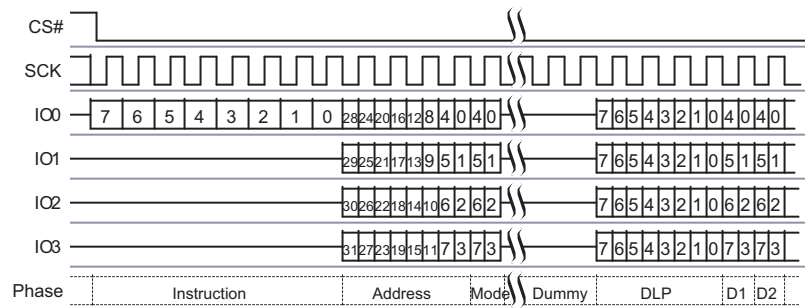 CS#
SCK
IO0 7 6 5 4 3 2 1 0 28 24 20 16 12 8 4 0 4 0 7 6 5 4 3 2 1 0 4 0 4 0
IO1 29 25 21 17 13 9 5 1 5 1 7 6 5 4 3 2 1 0 5 1 5 1
IO2 30 26 22 18 14 10 6 2 6 2 7 6 5 4 3 2 1 0 6 2 6 2
IO3 31 27 23 19 15 11 7 3 7 3 7 6 5 4 3 2 1 0 7 3 7 3
Phase Instruction Address Mode Dummy DLP D1 D2